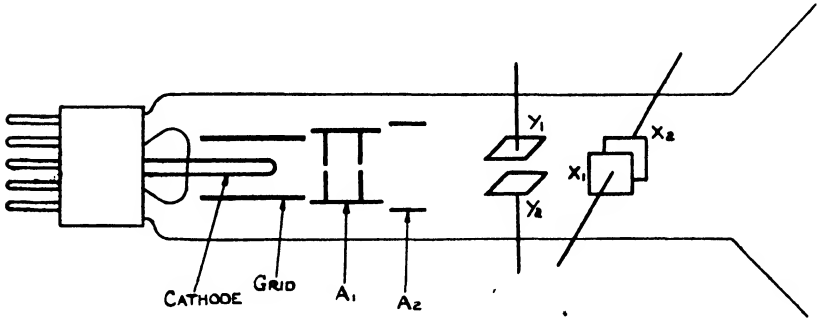 Y1
X2
X1
Y2
CATHODE
GRID
A1
A2